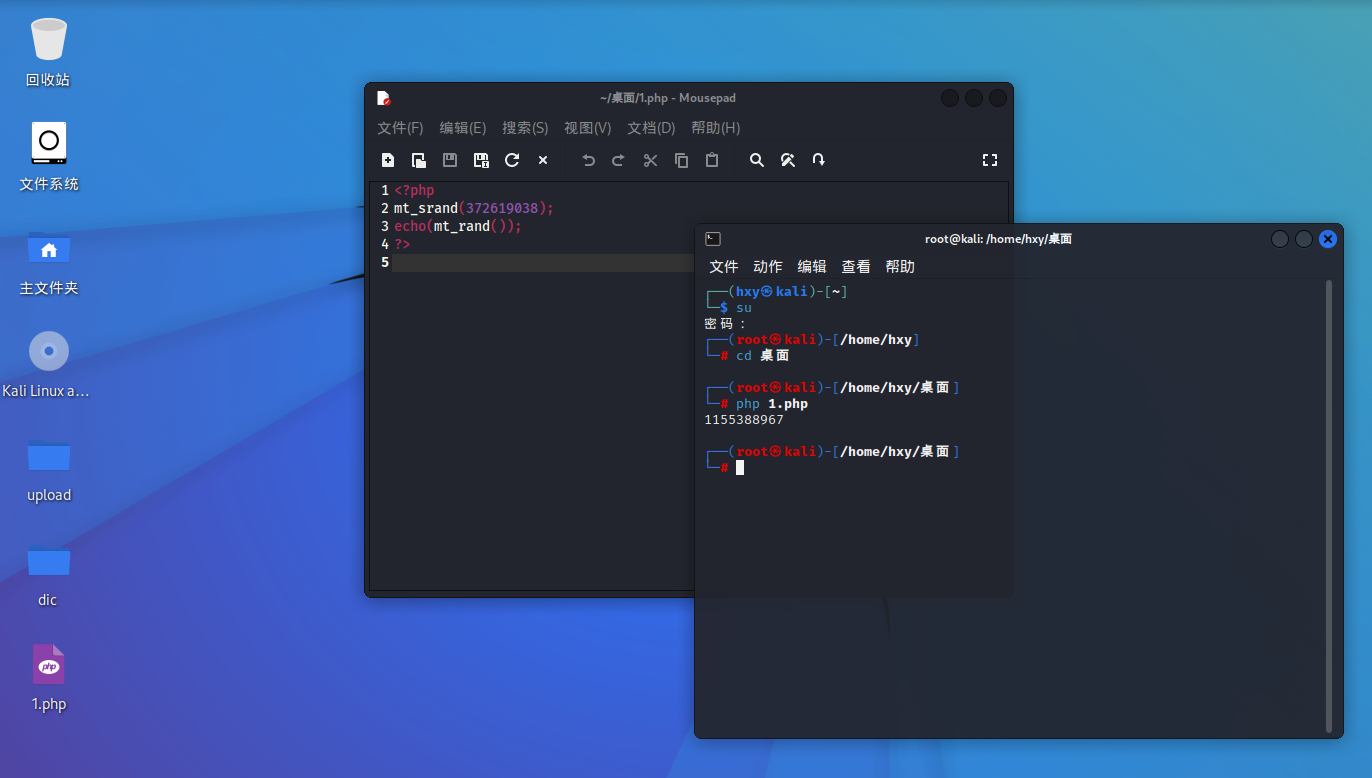 回收站
文件系统
主文件夹
Kali Linux a...
upload
dic
php
1.php
~/桌面/1.php - Mousepad
文件(F) 编辑(E) 搜索(S) 视图(V) 文档(D) 帮助(H)
1 <?php
2 mt_srand(372619038);
3 echo(mt_rand());
4 ?>
5
root@kali: /home/hxy/桌面
文件 动作 编辑 查看 帮助
┌──(hxy㉿kali)-[~]
└─$ su
密码：
┌──(root㉿kali)-[/home/hxy]
└─# cd 桌面
┌──(root㉿kali)-[/home/hxy/桌面]
└─# php 1.php
1155388967
┌──(root㉿kali)-[/home/hxy/桌面]
└─#